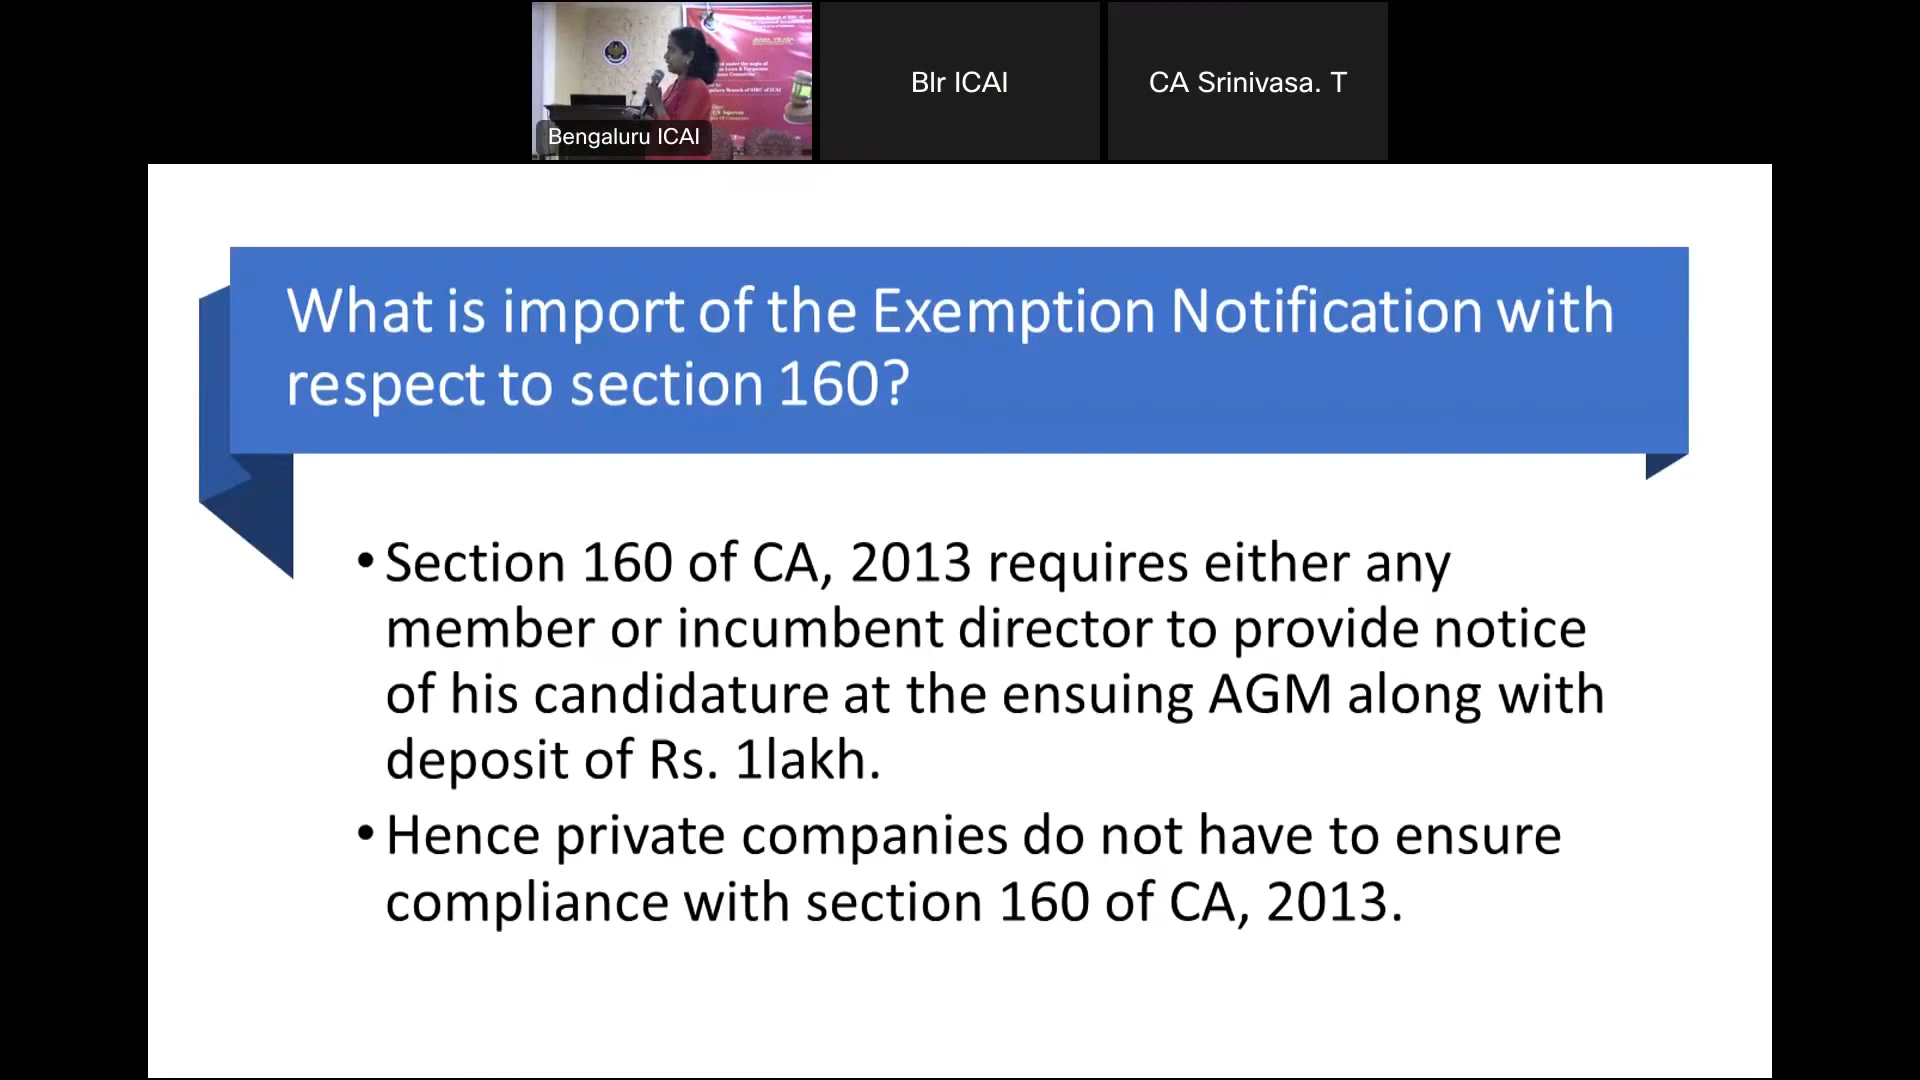 Bengaluru ICAI
Blr ICAI
CA Srinivasa. T
What is import of the Exemption Notification with
respect to section 160?
• Section 160 of CA, 2013 requires either any
member or incumbent director to provide notice
of his candidature at the ensuing AGM along with
deposit of Rs. 1lakh.
• Hence private companies do not have to ensure
compliance with section 160 of CA, 2013.